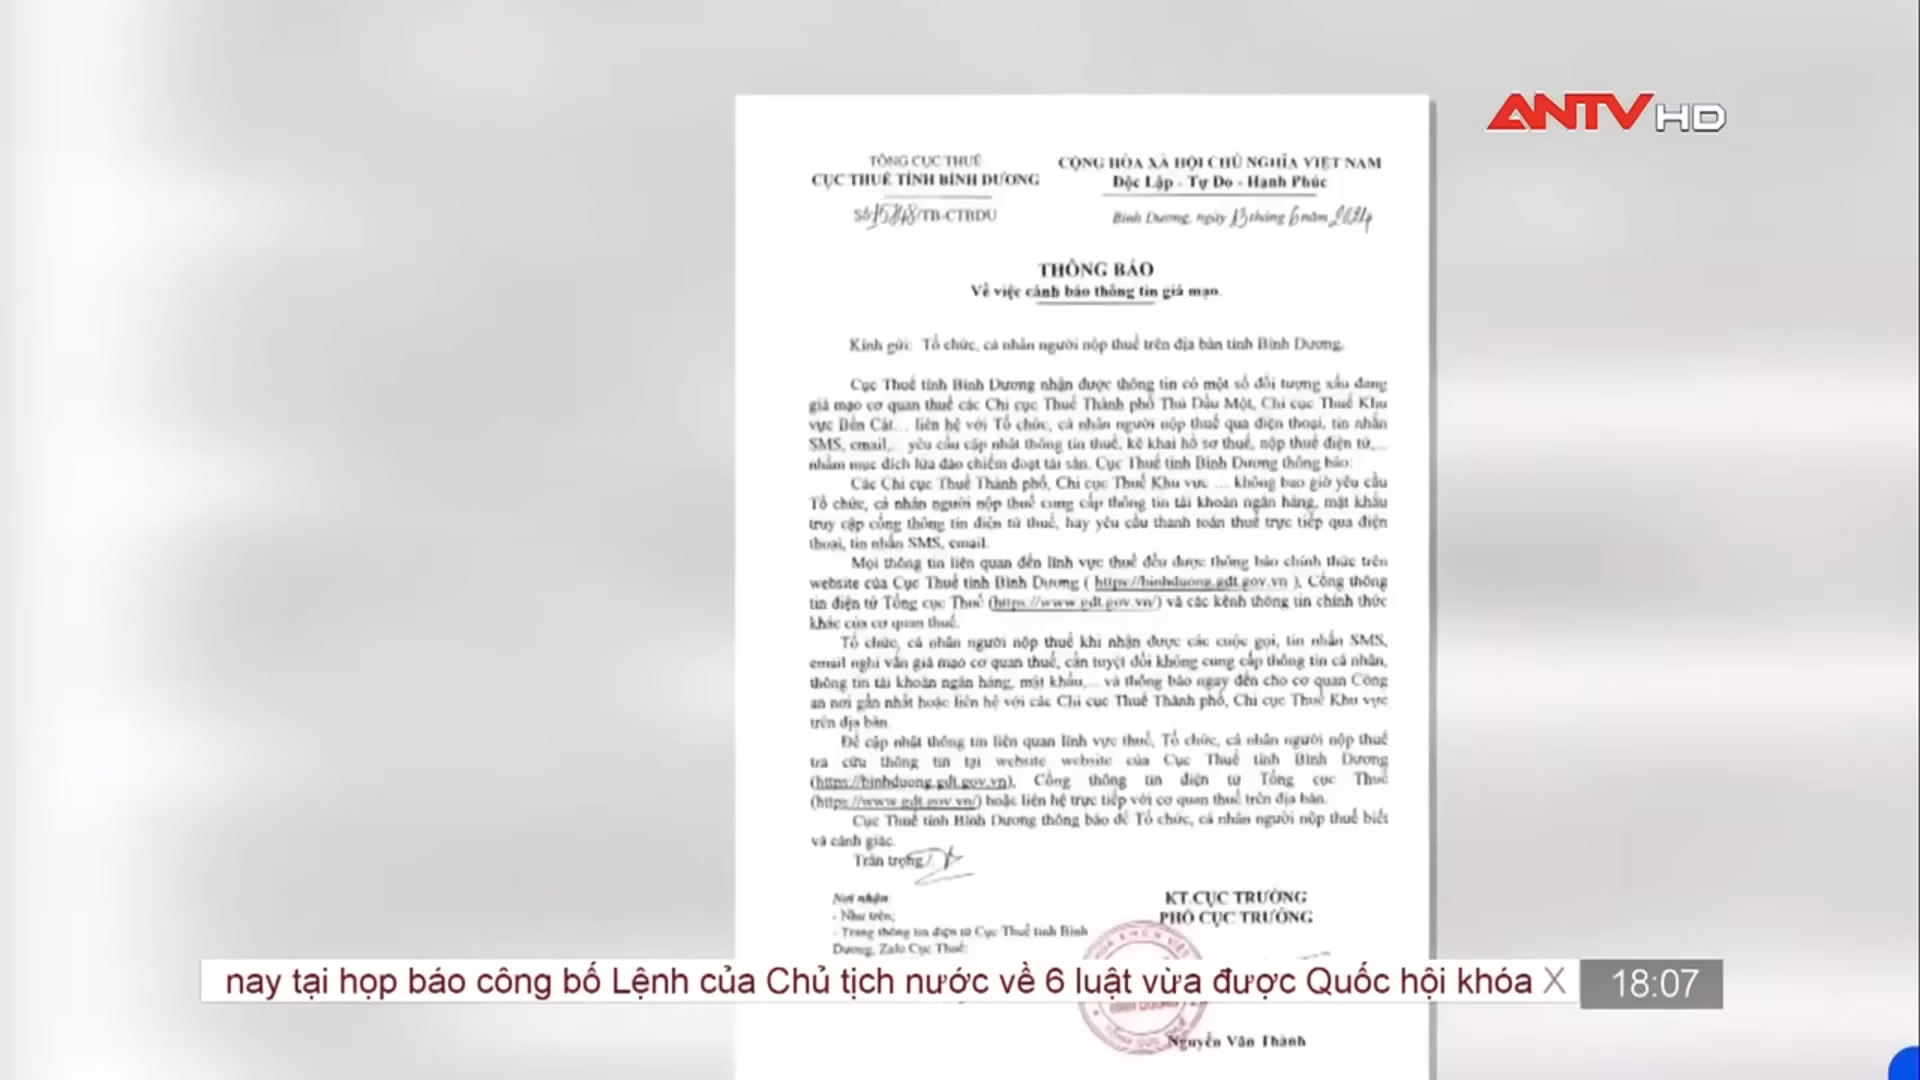 ANTV HD
TỔNG CỤC THUẾ
CỤC THUẾ TỈNH BÌNH DƯƠNG
CỘNG HÒA XÃ HỘI CHỦ NGHĨA VIỆT NAM
Độc Lập - Tự Do - Hạnh Phúc
/TB-CTBDU
Bình Dương, ngày 13 tháng 6 năm 2024
THÔNG BÁO
Về việc cảnh báo thông tin giả mạo.
Kính gửi: Tổ chức, cá nhân người nộp thuế trên địa bàn tỉnh Bình Dương.
Cục Thuế tỉnh Bình Dương nhận được thông tin có một số đối tượng xấu đang
giả mạo cơ quan thuế các Chi cục Thuế Thành phố Thủ Dầu Một, Chi cục Thuế Khu
vực Bến Cát… liên hệ với Tổ chức, cá nhân người nộp thuế qua điện thoại, tin nhắn
SMS, email,… yêu cầu cập nhật thông tin thuế, kê khai hồ sơ thuế, nộp thuế điện tử,…
nhằm mục đích lừa đảo chiếm đoạt tài sản. Cục Thuế tỉnh Bình Dương thông báo:
Các Chi cục Thuế Thành phố, Chi cục Thuế Khu vực … không bao giờ yêu cầu
Tổ chức, cá nhân người nộp thuế cung cấp thông tin tài khoản ngân hàng, mật khẩu
truy cập cổng thông tin điện tử thuế, hay yêu cầu thanh toán thuế trực tiếp qua điện
thoại, tin nhắn SMS, email.
Mọi thông tin liên quan đến lĩnh vực thuế đều được thông báo chính thức trên
website của Cục Thuế tỉnh Bình Dương ( https://binhduong.gdt.gov.vn ), Cổng thông
tin điện tử Tổng cục Thuế (https://www.gdt.gov.vn/) và các kênh thông tin chính thức
khác của cơ quan thuế.
Tổ chức, cá nhân người nộp thuế khi nhận được các cuộc gọi, tin nhắn SMS,
email nghi vấn giả mạo cơ quan thuế, cần tuyệt đối không cung cấp thông tin cá nhân,
thông tin tài khoản ngân hàng, mật khẩu,… và thông báo ngay đến cho cơ quan Công
an nơi gần nhất hoặc liên hệ với các Chi cục Thuế Thành phố, Chi cục Thuế Khu vực
trên địa bàn.
Để cập nhật thông tin liên quan lĩnh vực thuế, Tổ chức, cá nhân người nộp thuế
tra cứu thông tin tại website website của Cục Thuế tỉnh Bình Dương
(https://binhduong.gdt.gov.vn), Cổng thông tin điện tử Tổng cục Thuế
(https://www.gdt.gov.vn/) hoặc liên hệ trực tiếp với cơ quan thuế trên địa bàn.
Cục Thuế tỉnh Bình Dương thông báo để Tổ chức, cá nhân người nộp thuế biết
và cảnh giác.
Trân trọng
Nơi nhận:
- Như trên;
- Trang thông tin điện tử Cục Thuế tỉnh Bình
Dương, Zalo Cục Thuế;
KT.CỤC TRƯỞNG
PHÓ CỤC TRƯỞNG
nay tại họp báo công bố Lệnh của Chủ tịch nước về 6 luật vừa được Quốc hội khóa X
18:07
Nguyễn Văn Thành